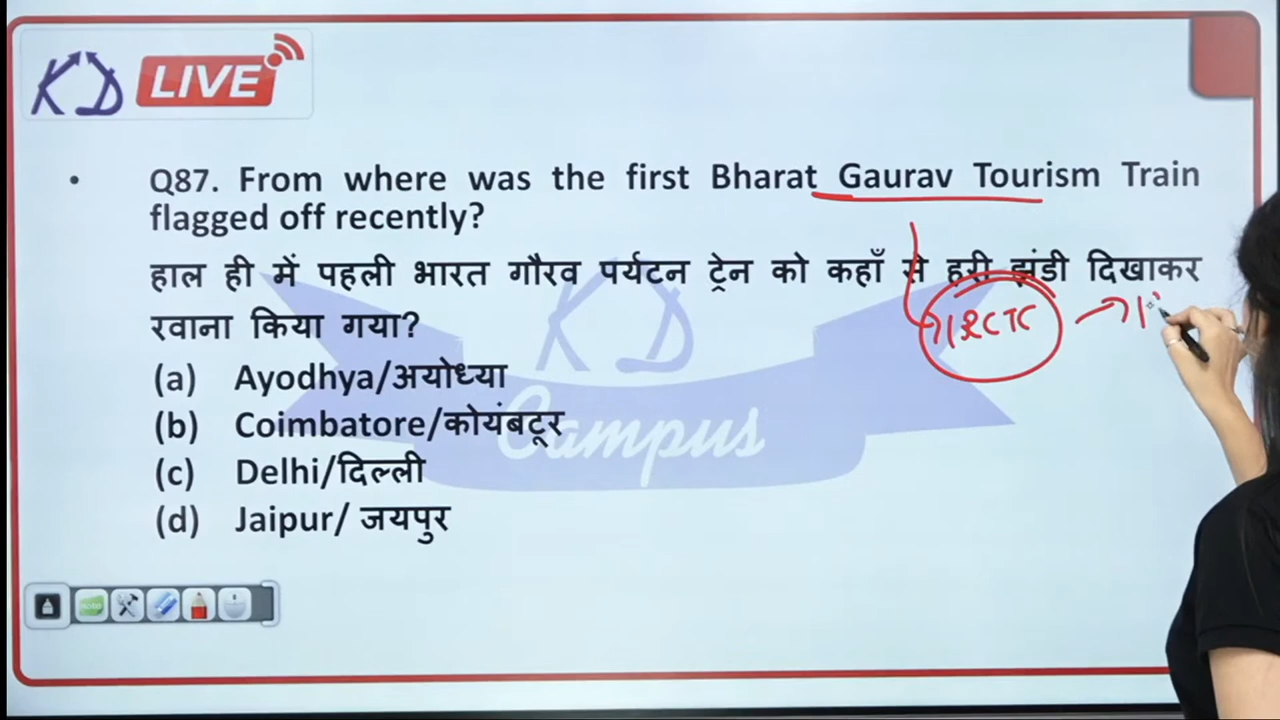 KD LIVE
• Q87. From where was the first Bharat Gaurav Tourism Train
flagged off recently?
हाल ही में पहली भारत गौरव पर्यटन ट्रेन को कहाँ से हरी झंडी दिखाकर
रवाना किया गया?
IRCTC
(a) Ayodhya/अयोध्या
(b) Coimbatore/कोयंबटूर
(c) Delhi/दिल्ली
(d) Jaipur/ जयपुर
KD
Campus